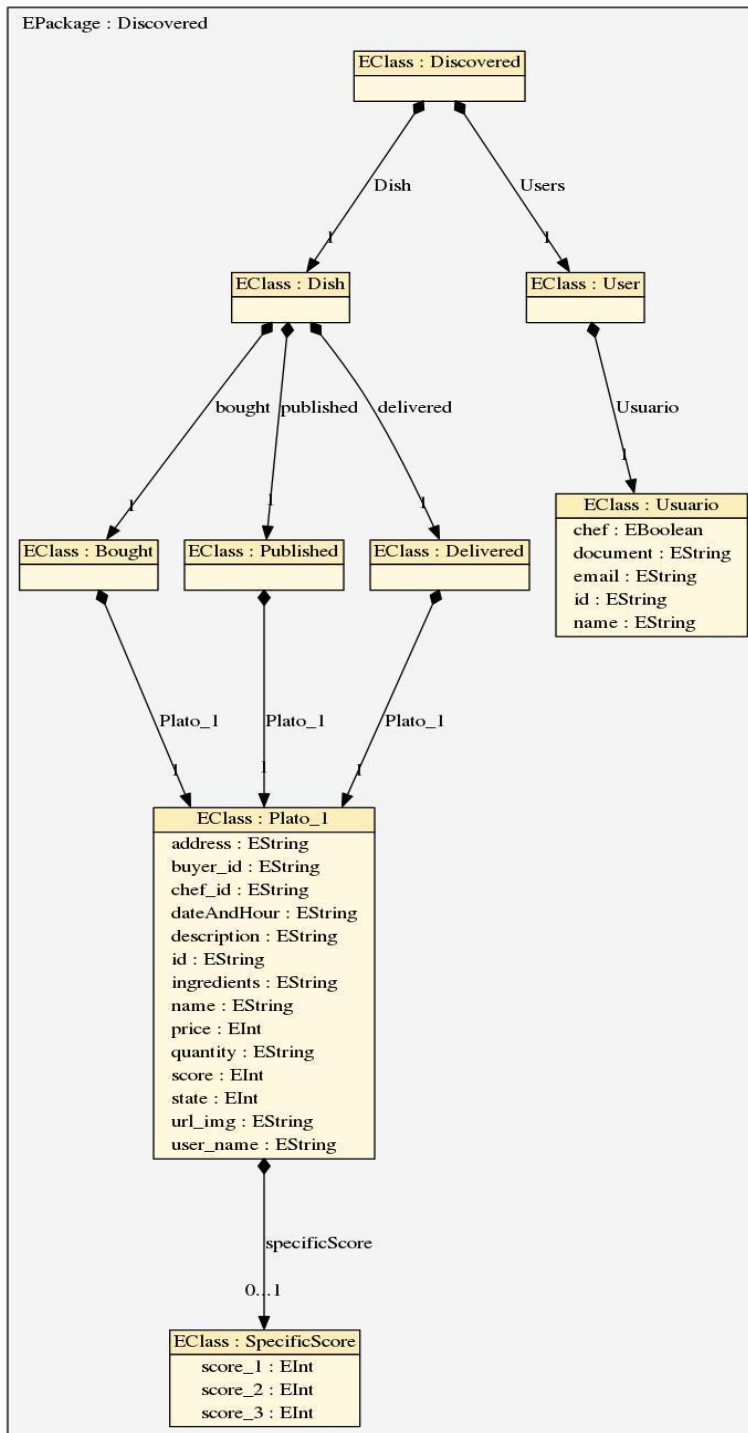 EPackage : Discovered
EClass : Discovered
Dish
Users
1
1
EClass : Dish
EClass : User
bought
published
delivered
Usuario
1
1
1
1
EClass : Bought
EClass : Published
EClass : Delivered
EClass : Usuario
chef : EBoolean
document : EString
email : EString
id : EString
name : EString
Plato_1
Plato_1
Plato_1
1
1
1
EClass : Plato_1
address : EString
buyer_id : EString
chef_id : EString
dateAndHour : EString
description : EString
id : EString
ingredients : EString
name : EString
price : EInt
quantity : EString
score : EInt
state : EInt
url_img : EString
user_name : EString
specificScore
0...1
EClass : SpecificScore
score_1 : EInt
score_2 : EInt
score_3 : EInt